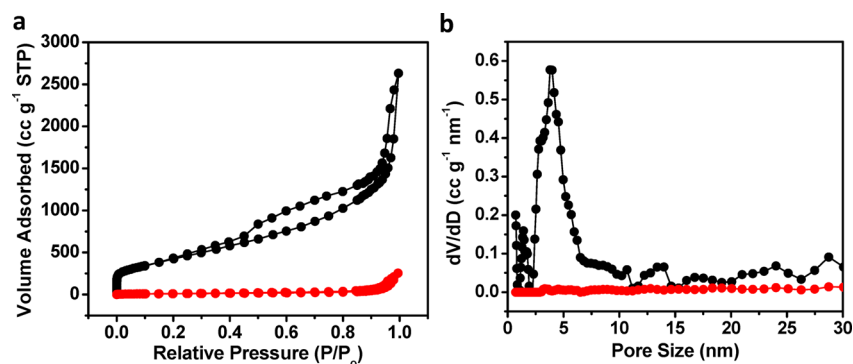 a
3000
2500
2000
1500
1000
500
0
Volume Adsorbed (cc g⁻¹ STP)
0.0 0.2 0.4 0.6 0.8 1.0
Relative Pressure (P/P₀)
b
0.6
0.5
0.4
0.3
0.2
0.1
0.0
dV/dD (cc g⁻¹ nm⁻¹)
0 5 10 15 20 25 30
Pore Size (nm)